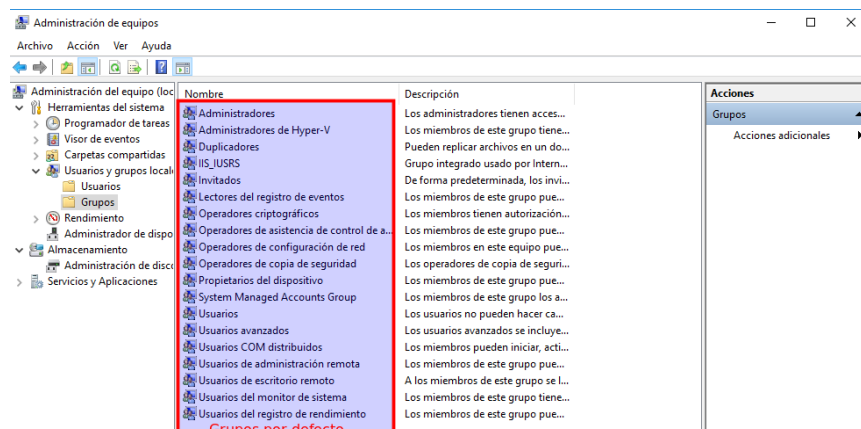 Administración de equipos
Archivo Acción Ver Ayuda
Administración del equipo (loc
Herramientas del sistema
Programador de tareas
Visor de eventos
Carpetas compartidas
Usuarios y grupos locale
Usuarios
Grupos
Rendimiento
Administrador de dispo
Almacenamiento
Administración de disco
Servicios y Aplicaciones
Nombre Descripción
Administradores Los administradores tienen acces...
Administradores de Hyper-V Los miembros de este grupo tiene...
Duplicadores Pueden replicar archivos en un do...
IIS_IUSRS Grupo integrado usado por Intern...
Invitados De forma predeterminada, los invi...
Lectores del registro de eventos Los miembros de este grupo pue...
Operadores criptográficos Los miembros tienen autorización...
Operadores de asistencia de control de a... Los miembros de este grupo pue...
Operadores de configuración de red Los miembros en este equipo pue...
Operadores de copia de seguridad Los operadores de copia de seguri...
Propietarios del dispositivo Los miembros de este grupo pue...
System Managed Accounts Group Los miembros de este grupo los a...
Usuarios Los usuarios no pueden hacer ca...
Usuarios avanzados Los usuarios avanzados se incluye...
Usuarios COM distribuidos Los miembros pueden iniciar, acti...
Usuarios de administración remota Los miembros de este grupo pue...
Usuarios de escritorio remoto A los miembros de este grupo se l...
Usuarios del monitor de sistema Los miembros de este grupo tiene...
Usuarios del registro de rendimiento Los miembros de este grupo pue...
Grupos por defecto
Acciones
Grupos
Acciones adicionales